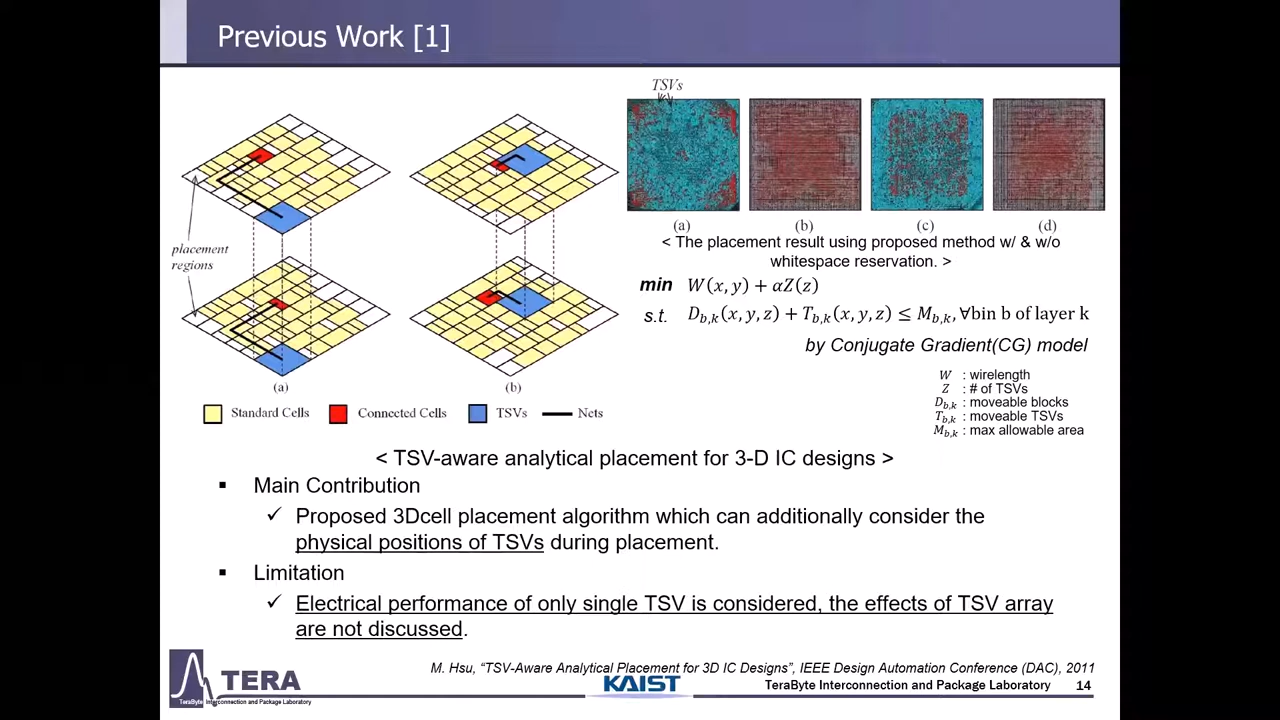 Previous Work [1]
TSVs
placement
regions
(a)
(b)
Standard Cells
Connected Cells
TSVs
Nets
(a)
(b)
(c)
(d)
< The placement result using proposed method w/ & w/o
whitespace reservation. >
min W(x, y) + αZ(z)
s.t. D_{b,k}(x, y, z) + T_{b,k}(x, y, z) ≤ M_{b,k}, ∀bin b of layer k
by Conjugate Gradient(CG) model
W : wirelength
Z : # of TSVs
D_{b,k} : moveable blocks
T_{b,k} : moveable TSVs
M_{b,k} : max allowable area
< TSV-aware analytical placement for 3-D IC designs >
▪ Main Contribution
✓ Proposed 3Dcell placement algorithm which can additionally consider the
physical positions of TSVs during placement.
▪ Limitation
✓ Electrical performance of only single TSV is considered, the effects of TSV array
are not discussed.
M. Hsu, “TSV-Aware Analytical Placement for 3D IC Designs”, IEEE Design Automation Conference (DAC), 2011
TERA
TeraByte Interconnection and Package Laboratory
KAIST
TeraByte Interconnection and Package Laboratory 14